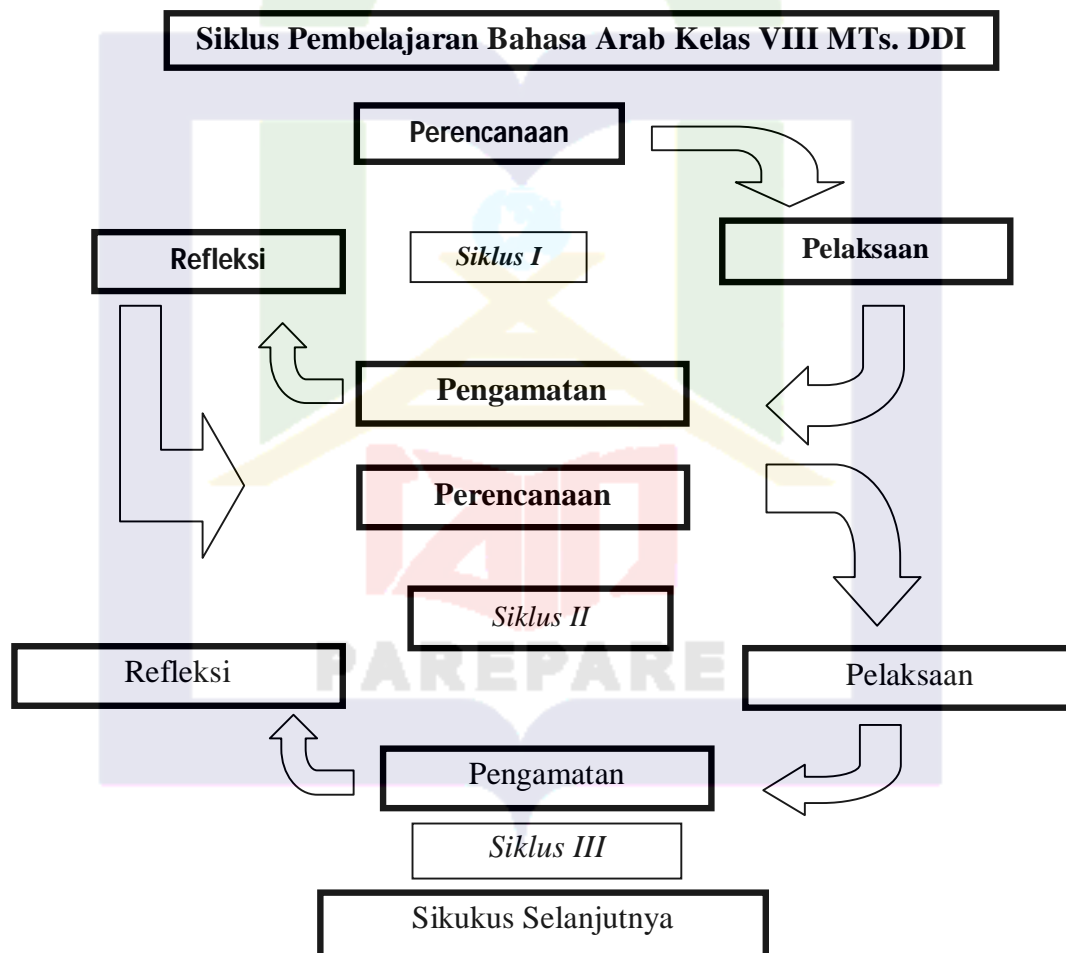 Siklus Pembelajaran Bahasa Arab Kelas VIII MTs. DDI
Perencanaan
Refleksi
Siklus I
Pelaksaan
Pengamatan
Perencanaan
Siklus II
PAREPARE
Refleksi
Pelaksaan
Pengamatan
Siklus III
Sikukus Selanjutnya